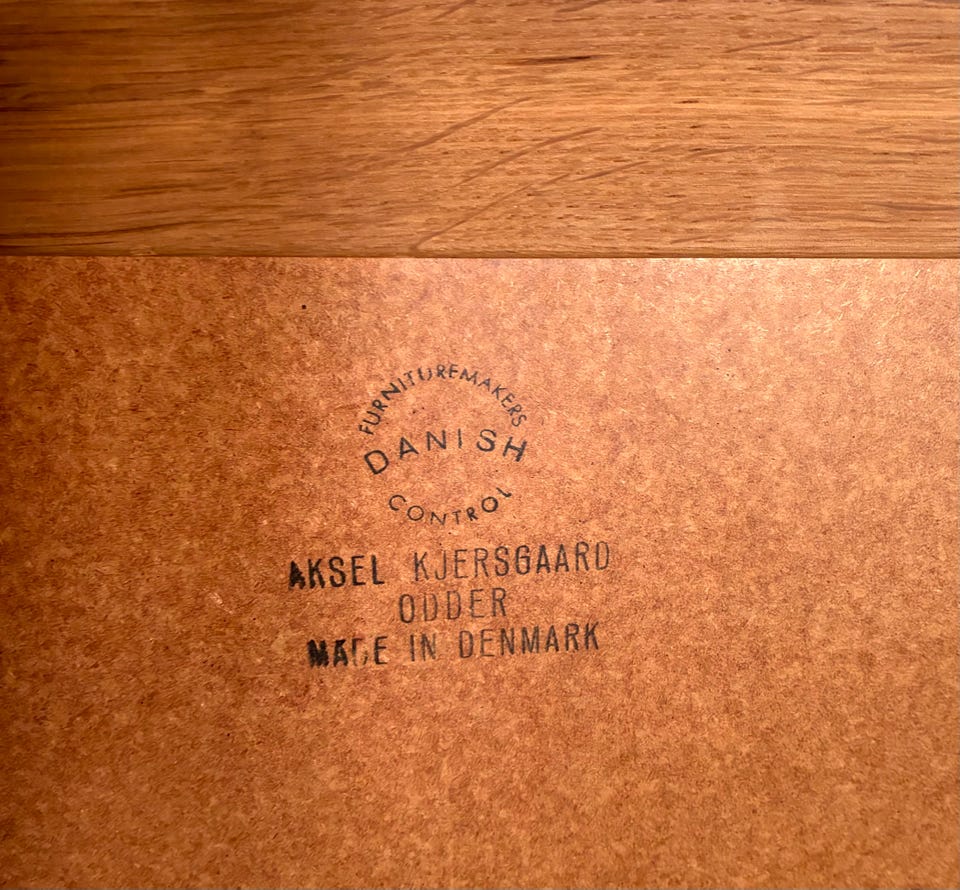 FURNITUREMAKERS
DANISH
CONTROL
AKSEL KJERSGAARD
ODDER
MADE IN DENMARK